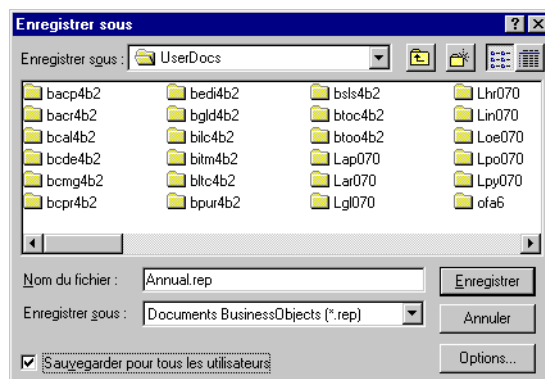 Enregistrer sous
Enregistrer sous : UserDocs
bacp4b2 bedi4b2 bsls4b2 Lhr070
bacr4b2 bgld4b2 btoc4b2 Lin070
bcal4b2 bilc4b2 btoo4b2 Loe070
bcde4b2 bitm4b2 Lap070 Lpo070
bcmg4b2 bltc4b2 Lar070 Lpy070
bcpr4b2 bpur4b2 Lgl070 ofa6
Nom du fichier : Annual.rep Enregistrer
Enregistrer sous : Documents BusinessObjects (*.rep) Annuler
Sauvegarder pour tous les utilisateurs Options...